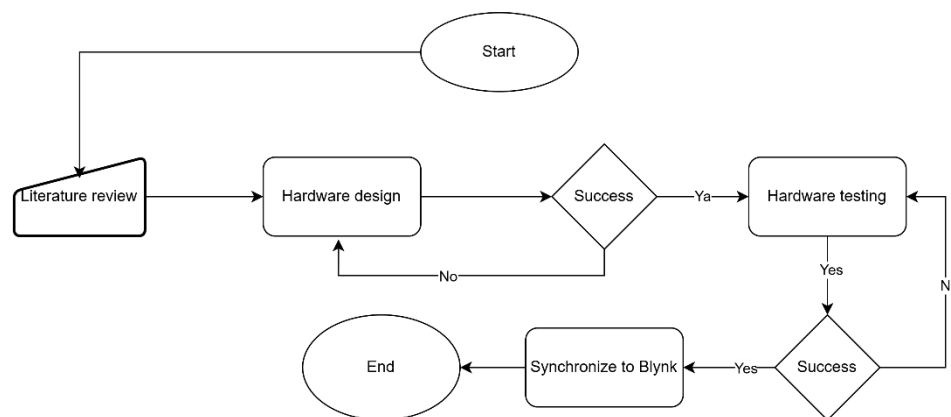 Start
Literature review
Hardware design
Success
Ya
Hardware testing
No
Yes
N
End
Synchronize to Blynk
Yes
Success